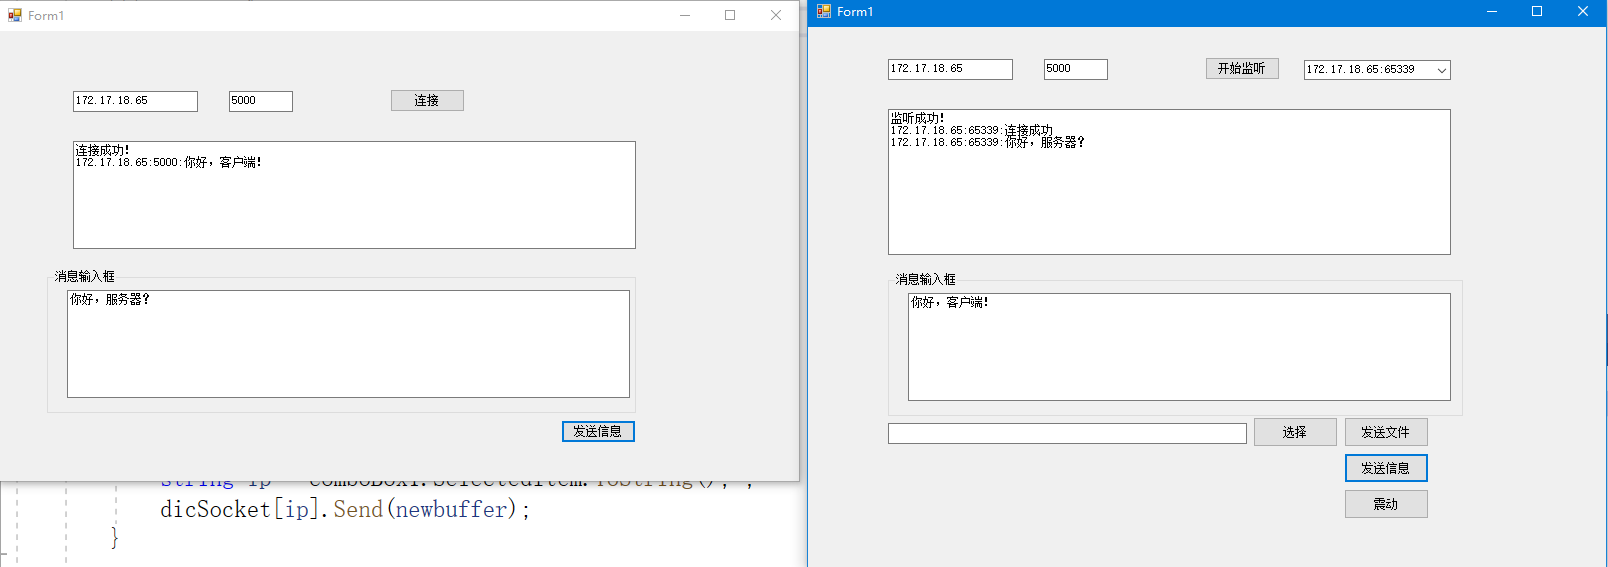 Form1
172.17.18.65
5000
连接
连接成功!
172.17.18.65:5000:你好，客户端!
消息输入框
你好，服务器?
发送信息
string ip = comboBox1.SelectedItem.ToString(); ;
dicSocket[ip].Send(newbuffer);
}
Form1
172.17.18.65
5000
开始监听
172.17.18.65:65339
监听成功!
172.17.18.65:65339:连接成功
172.17.18.65:65339:你好，服务器?
消息输入框
你好，客户端!
选择
发送文件
发送信息
震动